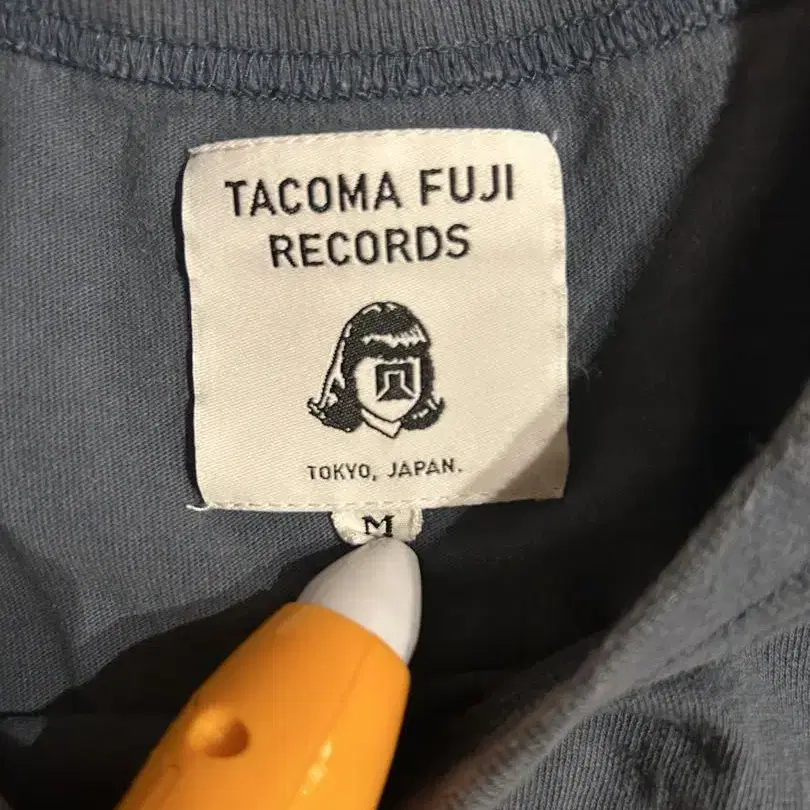 TACOMA FUJI
RECORDS
TOKYO, JAPAN.
M